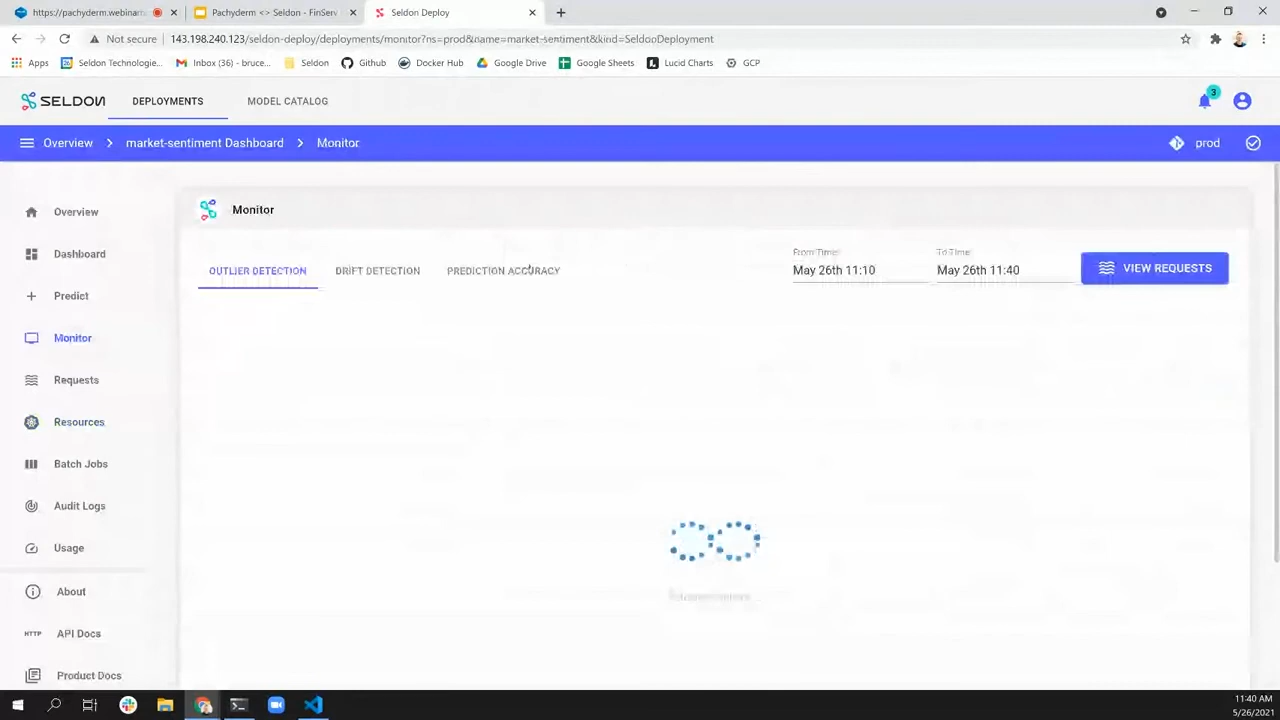 https://pachyderm.webinar
Pachyderm <> Seldon - FinServ
Seldon Deploy
Not secure
143.198.240.123/seldon-deploy/deployments/monitor?ns=prod&name=market-sentiment&kind=SeldonDeployment
Apps
Seldon Technologie...
Inbox (36) - bruce...
Seldon
Github
Docker Hub
Google Drive
Google Sheets
Lucid Charts
GCP
SELDON
DEPLOYMENTS
MODEL CATALOG
3
Overview
market-sentiment Dashboard
Monitor
prod
Overview
Dashboard
Predict
Monitor
Requests
Resources
Batch Jobs
Audit Logs
Usage
About
HTTP
API Docs
Product Docs
Monitor
OUTLIER DETECTION
DRIFT DETECTION
PREDICTION ACCURACY
From Time:
May 26th 11:10
To Time:
May 26th 11:40
VIEW REQUESTS
11:40 AM
5/26/2021